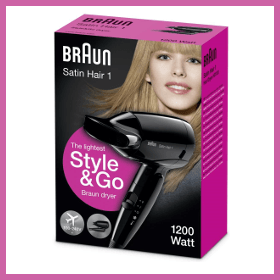 BRAUN
Satin Hair 1
The lightest
Style
&Go
Braun dryer
1200
Watt